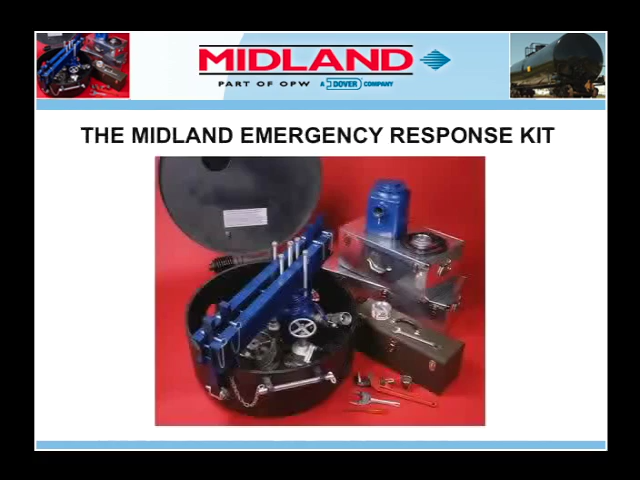 MIDLAND
PART OF OPW A DOVER COMPANY
THE MIDLAND EMERGENCY RESPONSE KIT